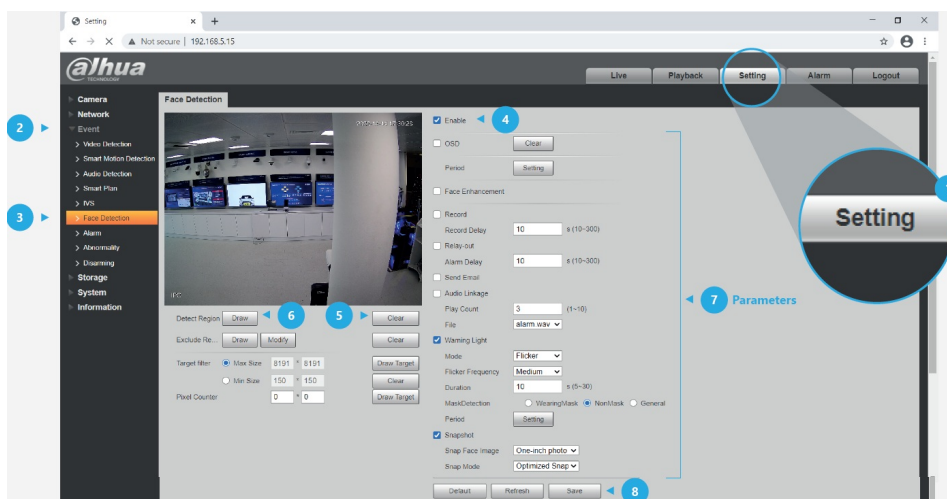 Setting
Not secure | 192.168.5.15
alhua
TECHNOLOGY
Live
Playback
Setting
Alarm
Logout
Camera
Network
2
Event
Video Detection
Smart Motion Detection
Audio Detection
Smart Plan
IVS
3
Face Detection
Alarm
Abnormality
Disarming
Storage
System
Information
Face Detection
IPC
Detect Region Draw 6 5 Clear
Exclude Re... Draw Modify Clear
Target filter Max Size 8191 * 8191 Draw Target
Min Size 150 * 150 Clear
Pixel Counter 0 * 0 Draw Target
Enable 4
OSD Clear
Period Setting
Face Enhancement
Record
Record Delay 10 s (10~300)
Relay-out
Alarm Delay 10 s (10~300)
Send Email
Audio Linkage
Play Count 3 (1~10)
File alarm wav
Warning Light
Mode Flicker
Flicker Frequency Medium
Duration 10 s (5~30)
MaskDetection WearingMask NonMask General
Period Setting
Snapshot
Snap Face Image One-inch photo
Snap Mode Optimized Snap
Default Refresh Save 8
7 Parameters
Setting